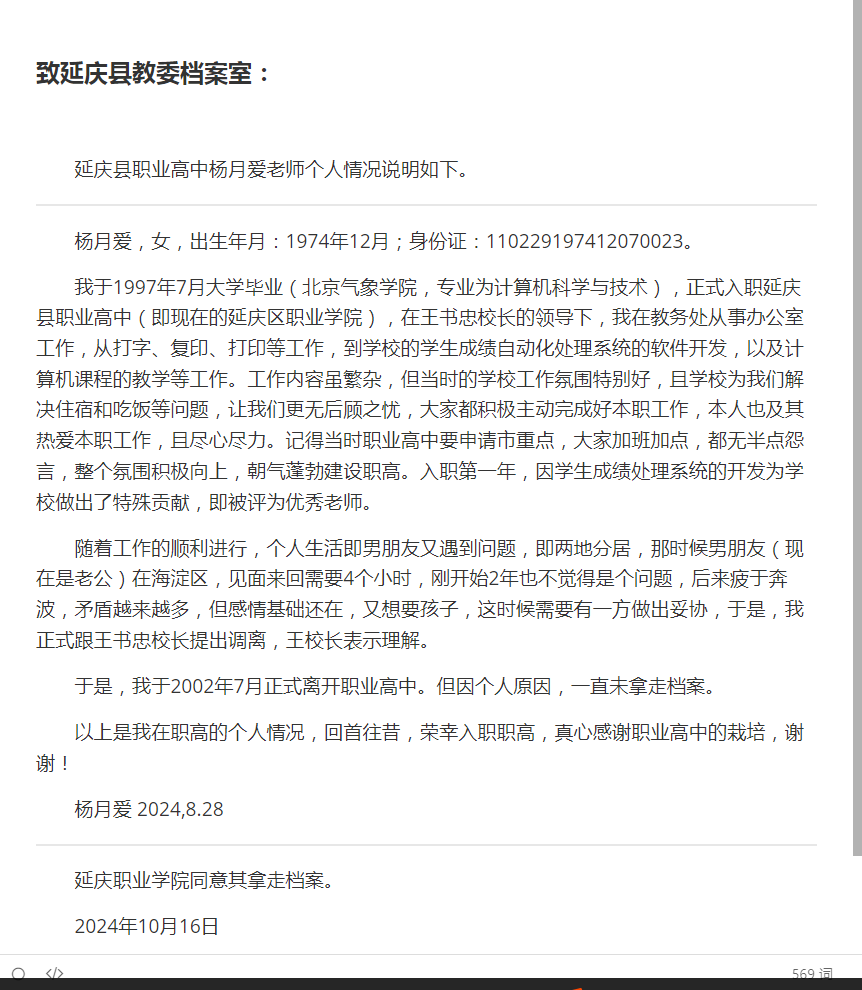 致延庆县教委档案室：
延庆县职业高中杨月爱老师个人情况说明如下。
杨月爱，女，出生年月：1974年12月；身份证：110229197412070023。
我于1997年7月大学毕业（北京气象学院，专业为计算机科学与技术），正式入职延庆
县职业高中（即现在的延庆区职业学院），在王书忠校长的领导下，我在教务处从事办公室
工作，从打字、复印、打印等工作，到学校的学生成绩自动化处理系统的软件开发，以及计
算机课程的教学等工作。工作内容虽繁杂，但当时的学校工作氛围特别好，且学校为我们解
决住宿和吃饭等问题，让我们更无后顾之忧，大家都积极主动完成好本职工作，本人也及其
热爱本职工作，且尽心尽力。记得当时职业高中要申请市重点，大家加班加点，都无半点怨
言，整个氛围积极向上，朝气蓬勃建设职高。入职第一年，因学生成绩处理系统的开发为学
校做出了特殊贡献，即被评为优秀老师。
随着工作的顺利进行，个人生活即男朋友又遇到问题，即两地分居，那时候男朋友（现
在是老公）在海淀区，见面来回需要4个小时，刚开始2年也不觉得是个问题，后来疲于奔
波，矛盾越来越多，但感情基础还在，又想要孩子，这时候需要有一方做出妥协，于是，我
正式跟王书忠校长提出调离，王校长表示理解。
于是，我于2002年7月正式离开职业高中。但因个人原因，一直未拿走档案。
以上是我在职高的个人情况，回首往昔，荣幸入职职高，真心感谢职业高中的栽培，谢
谢！
杨月爱 2024,8.28
延庆职业学院同意其拿走档案。
2024年10月16日
</> 569 词